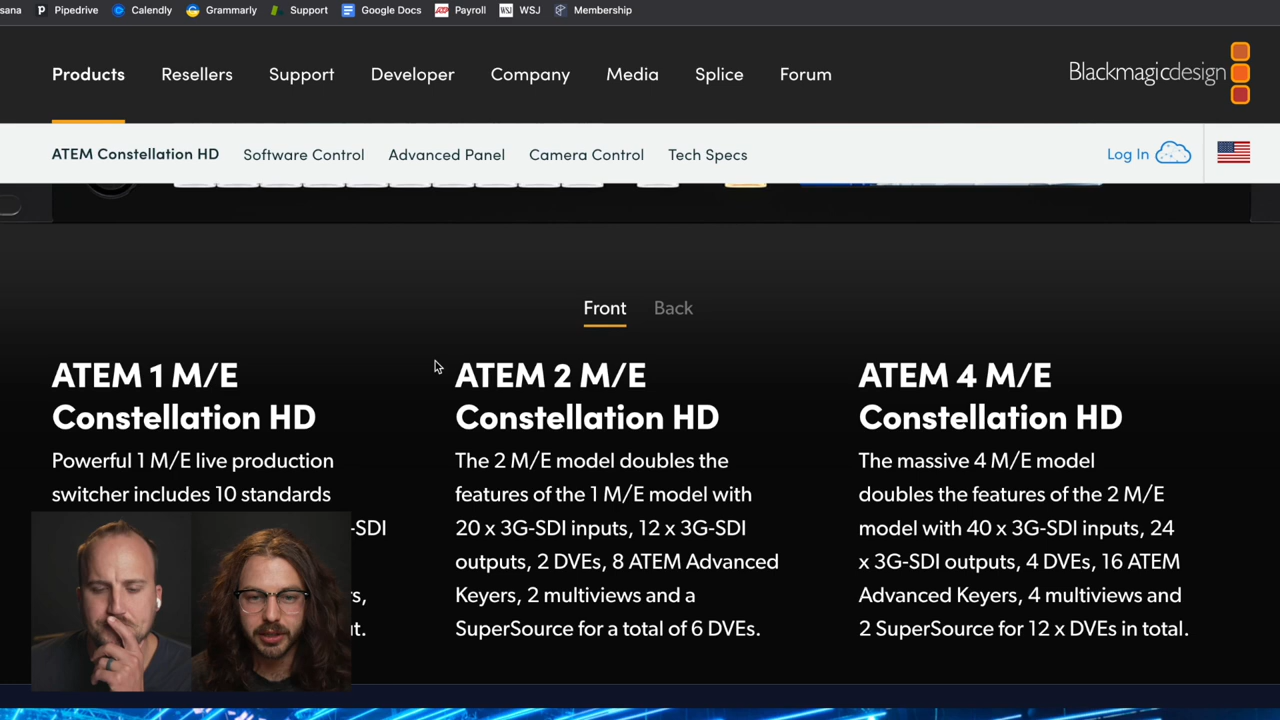 sana Pipedrive Calendly Grammarly Support Google Docs ADP Payroll WSJ WSJ Membership
Products Resellers Support Developer Company Media Splice Forum Blackmagicdesign
ATEM Constellation HD Software Control Advanced Panel Camera Control Tech Specs Log In
Front Back
ATEM 1 M/E
Constellation HD
Powerful 1 M/E live production
switcher includes 10 standards
-SDI
rs,
ut.
ATEM 2 M/E
Constellation HD
The 2 M/E model doubles the
features of the 1 M/E model with
20 x 3G-SDI inputs, 12 x 3G-SDI
outputs, 2 DVEs, 8 ATEM Advanced
Keyers, 2 multiviews and a
SuperSource for a total of 6 DVEs.
ATEM 4 M/E
Constellation HD
The massive 4 M/E model
doubles the features of the 2 M/E
model with 40 x 3G-SDI inputs, 24
x 3G-SDI outputs, 4 DVEs, 16 ATEM
Advanced Keyers, 4 multiviews and
2 SuperSource for 12 x DVEs in total.